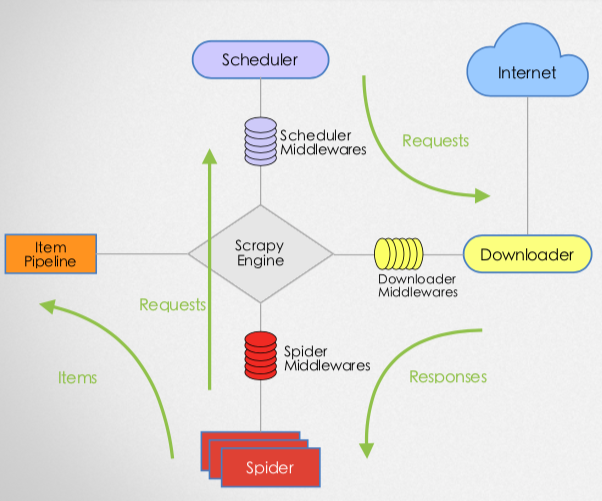 Scheduler
Internet
Scheduler
Middlewares
Requests
Item
Pipeline
Scrapy
Engine
Downloader
Downloader
Middlewares
Requests
Spider
Middlewares
Items
Responses
Spider